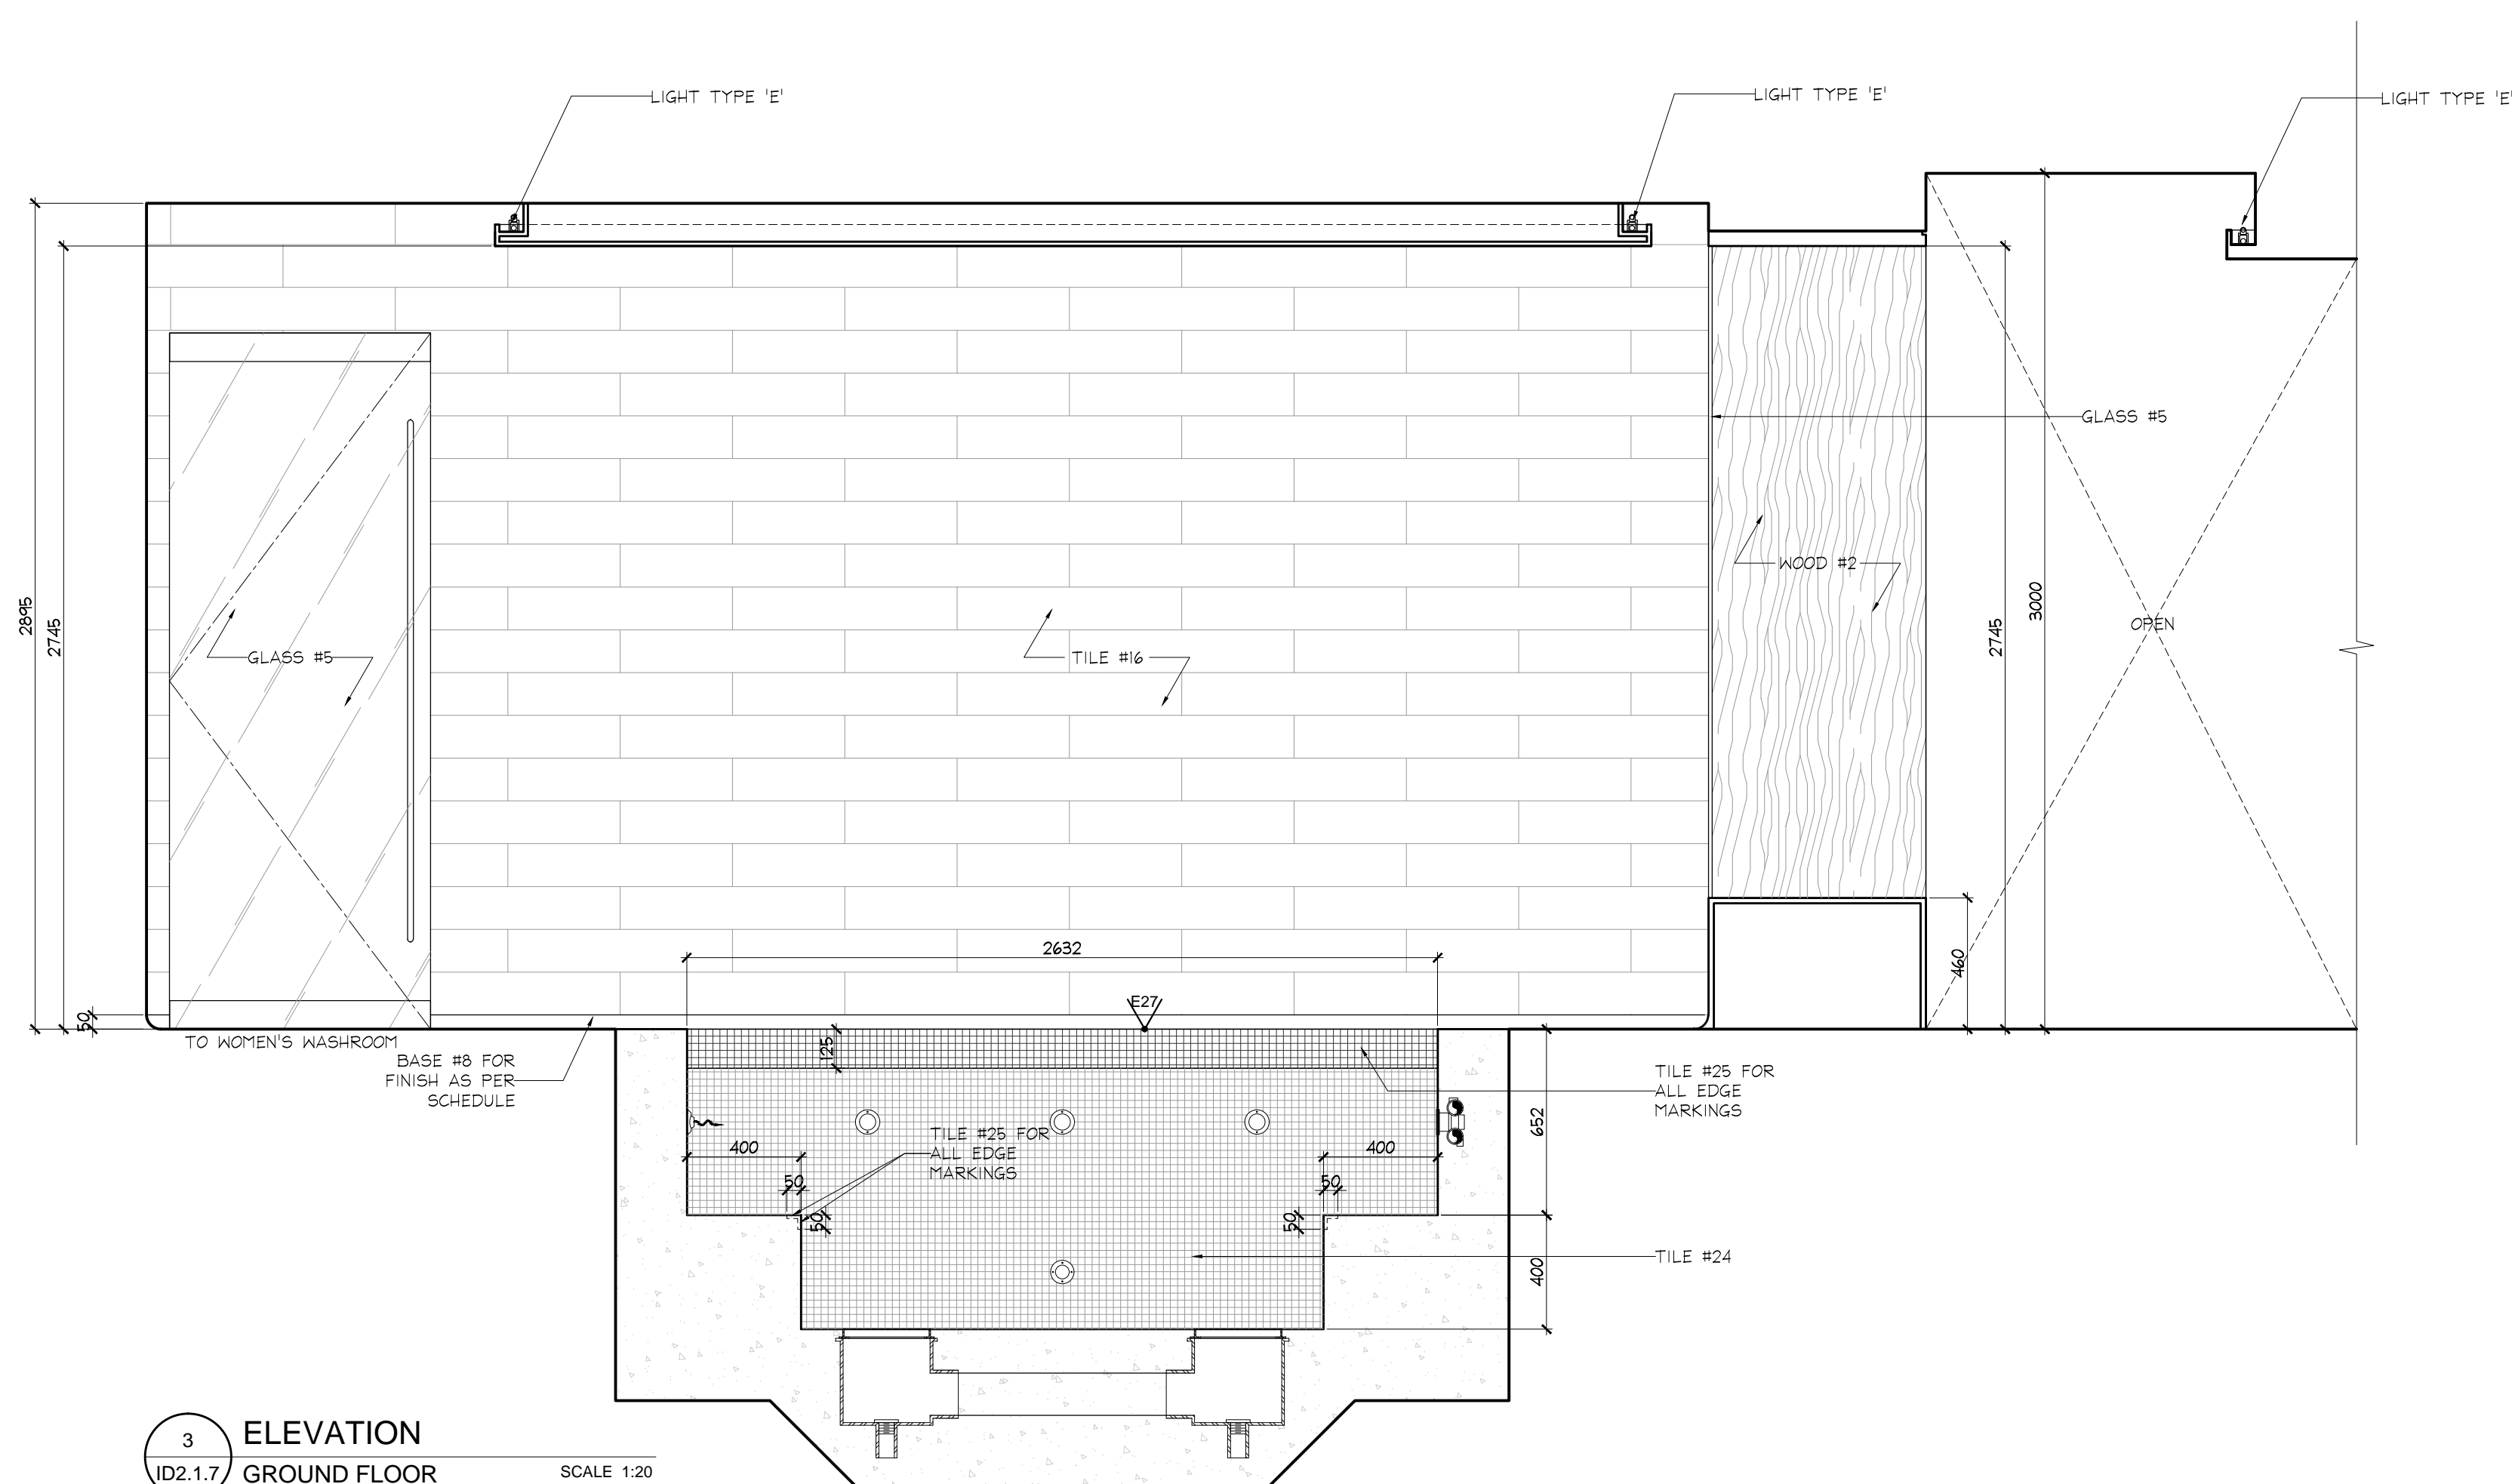 LIGHT TYPE 'E'
LIGHT TYPE 'E'
LIGHT TYPE 'E'
GLASS #5
WOOD #2
2895
2745
3000
2745
OPEN
GLASS #5
TILE #16
2632
460
E27
50
TO WOMEN'S WASHROOM
BASE #8 FOR
FINISH AS PER
SCHEDULE
125
TILE #25 FOR
ALL EDGE
MARKINGS
652
TILE #25 FOR
ALL EDGE
MARKINGS
400
400
50
50
50
50
TILE #24
400
3
ID2.1.7
ELEVATION
GROUND FLOOR
SCALE 1:20